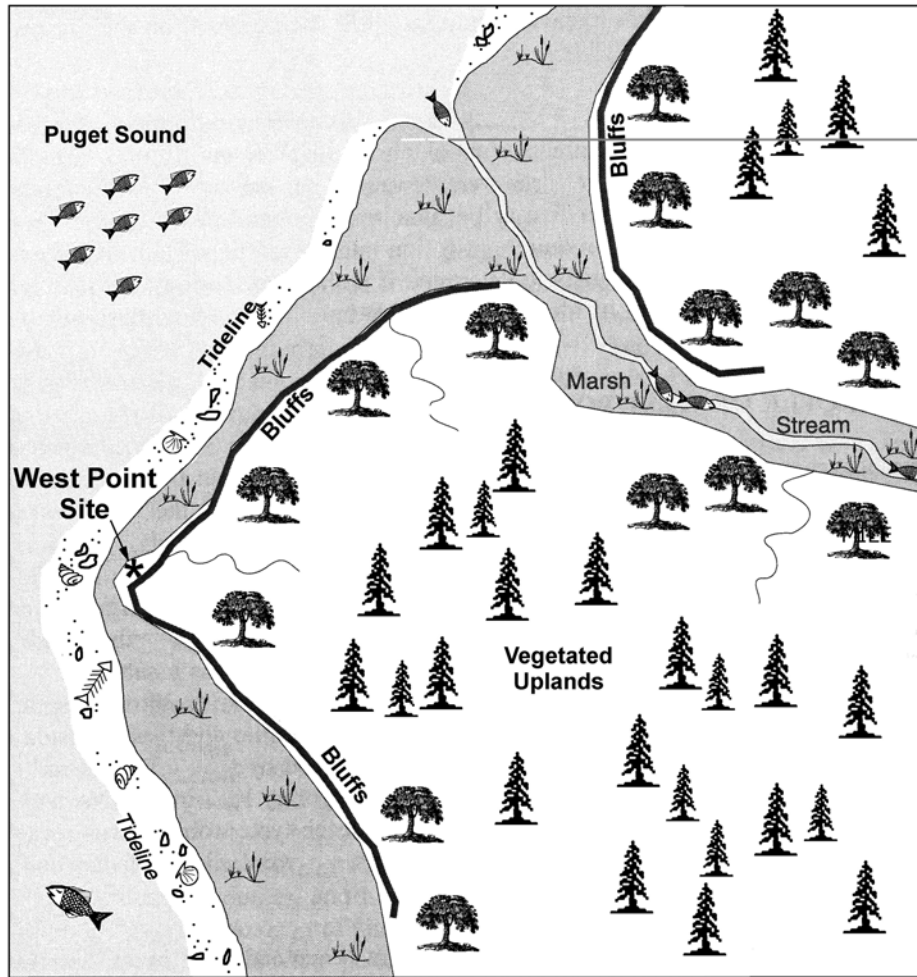 Puget Sound
Bluffs
Tideline
Bluffs
Marsh
Stream
West Point
Site
Vegetated
Uplands
Bluffs
Tideline